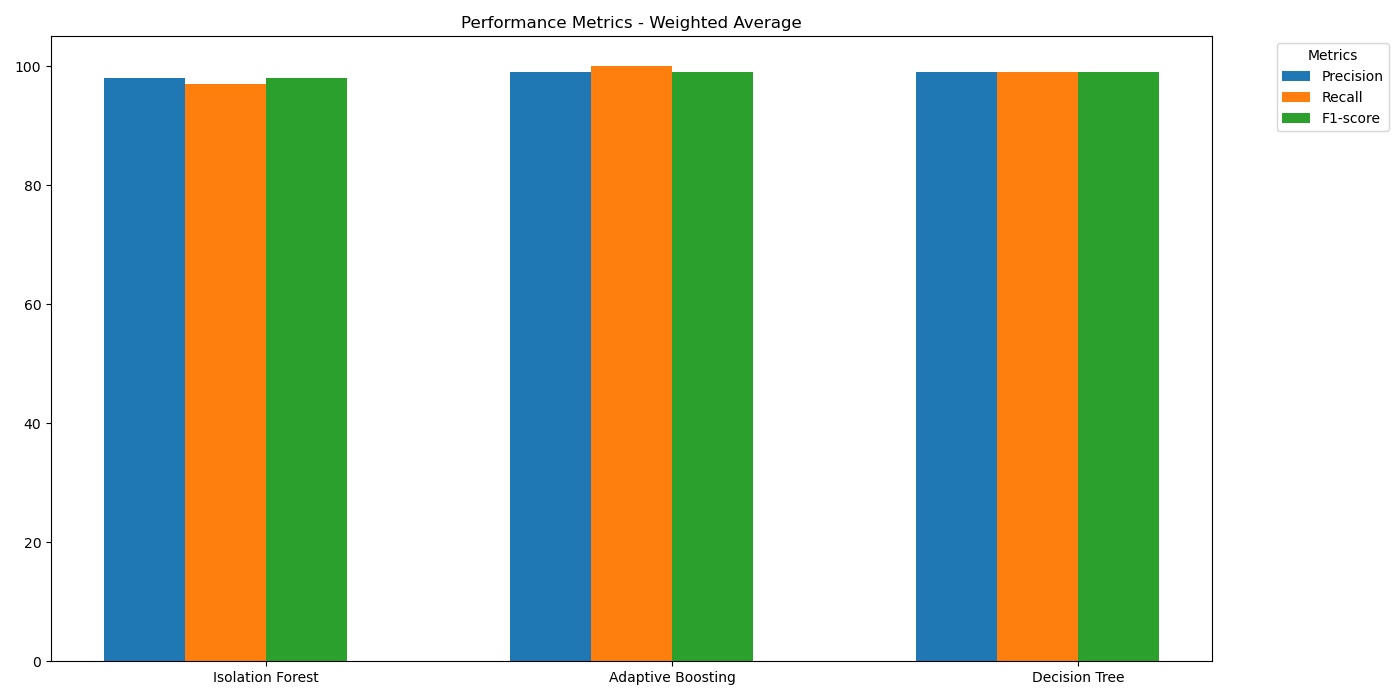 Performance Metrics - Weighted Average
Metrics
Precision
Recall
F1-score
100
80
60
40
20
0
Isolation Forest
Adaptive Boosting
Decision Tree